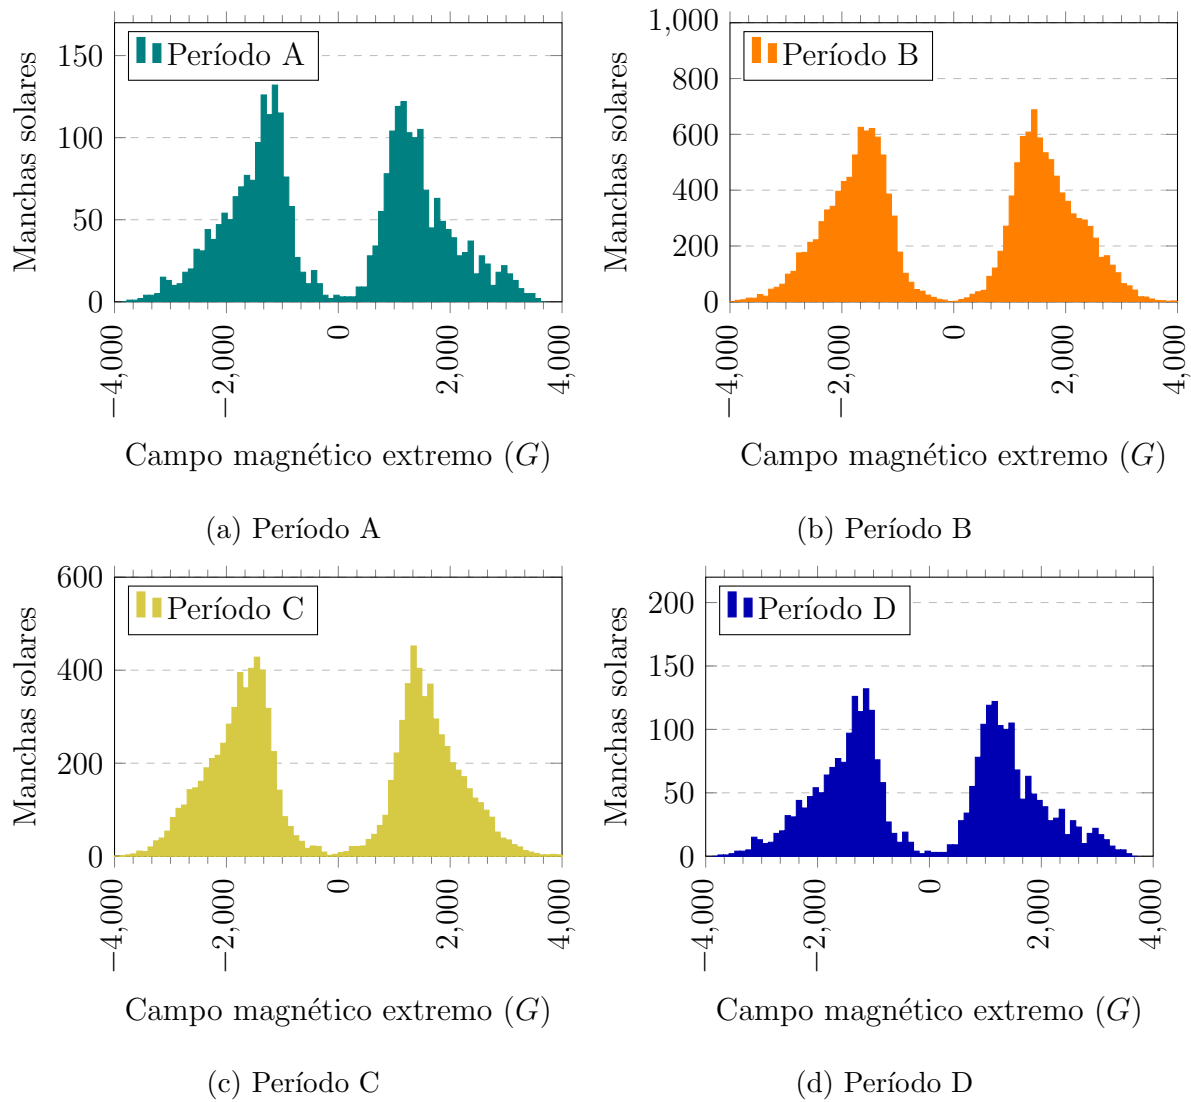 Manchas solares
150
100
50
0
−4,000
−2,000
0
2,000
4,000
Período A
Campo magnético extremo (G)
(a) Período A
Manchas solares
1,000
800
600
400
200
0
−4,000
−2,000
0
2,000
4,000
Período B
Campo magnético extremo (G)
(b) Período B
Manchas solares
600
400
200
0
−4,000
−2,000
0
2,000
4,000
Período C
Campo magnético extremo (G)
(c) Período C
Manchas solares
200
150
100
50
0
−4,000
−2,000
0
2,000
4,000
Período D
Campo magnético extremo (G)
(d) Período D